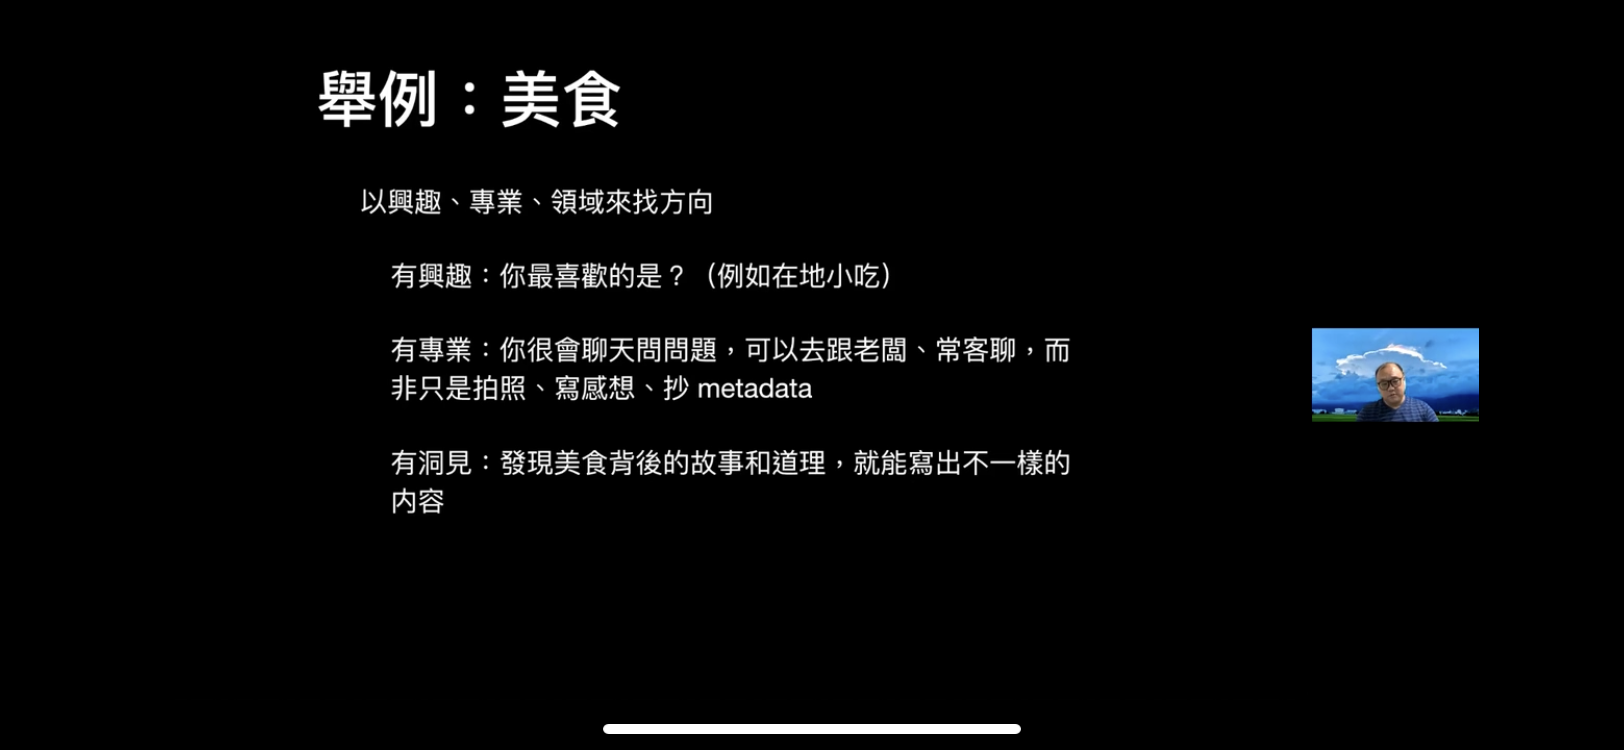 舉例：美食
以興趣、專業、領域來找方向
有興趣：你最喜歡的是？（例如在地小吃）
有專業：你很會聊天問問題，可以去跟老闆、常客聊，而
非只是拍照、寫感想、抄 metadata
有洞見：發現美食背後的故事和道理，就能寫出不一樣的
內容